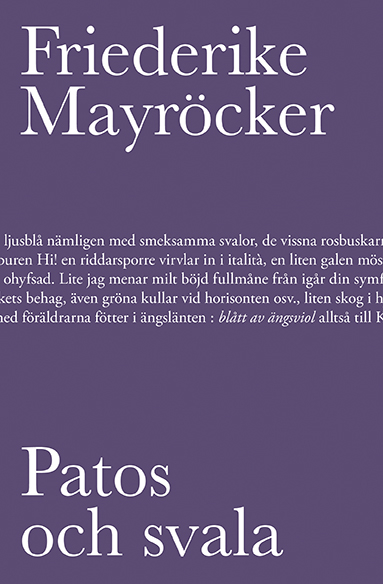 Friederike
Mayröcker
ljusblå nämligen med smeksamma svalor, de vissna rosbuskarn
buren Hi! en riddarsporre virvlar in i italità, en liten galen mös
ohyfsad. Lite jag menar milt böjd fullmåne från igår din symf
kets behag, även gröna kullar vid horisonten osv., liten skog i h
ned föräldrarna fötter i ängslänten : blått av ängsviol alltså till K
Patos
och svala